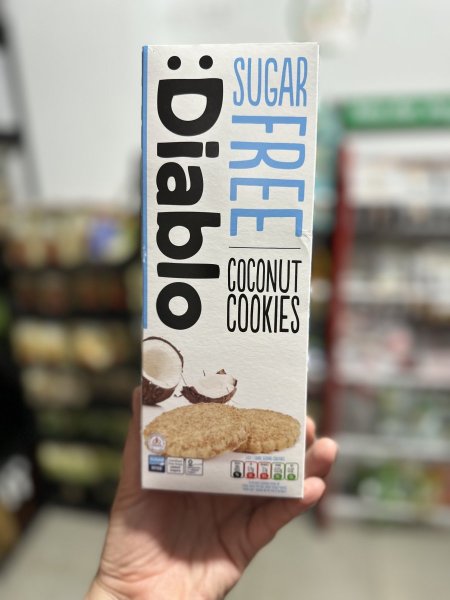 :Diablo
SUGAR
FREE
COCONUT
COOKIES